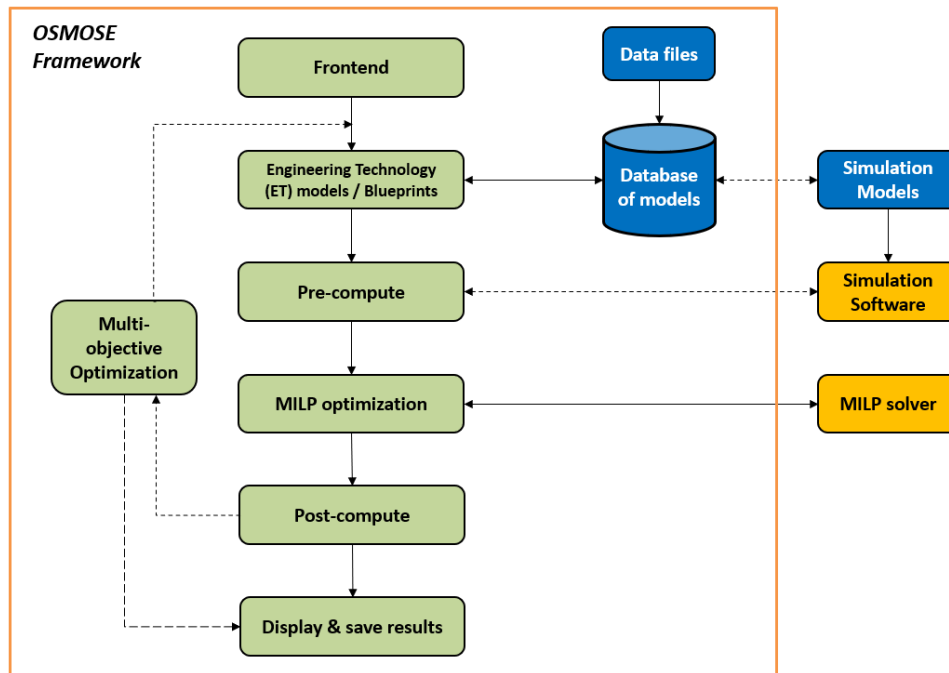 OSMOSE
Framework
Frontend
Data files
Engineering Technology
(ET) models / Blueprints
Database
of models
Simulation
Models
Pre-compute
Simulation
Software
Multi-
objective
Optimization
MILP optimization
MILP solver
Post-compute
Display & save results